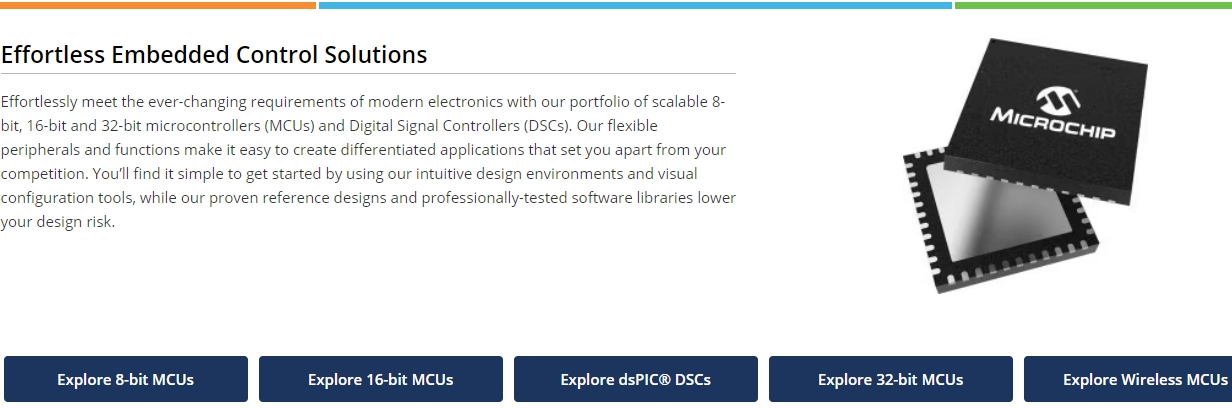 Effortless Embedded Control Solutions
Effortlessly meet the ever-changing requirements of modern electronics with our portfolio of scalable 8-
bit, 16-bit and 32-bit microcontrollers (MCUs) and Digital Signal Controllers (DSCs). Our flexible
peripherals and functions make it easy to create differentiated applications that set you apart from your
competition. You’ll find it simple to get started by using our intuitive design environments and visual
configuration tools, while our proven reference designs and professionally-tested software libraries lower
your design risk.
MICROCHIP
Explore 8-bit MCUs
Explore 16-bit MCUs
Explore dsPIC® DSCs
Explore 32-bit MCUs
Explore Wireless MCUs